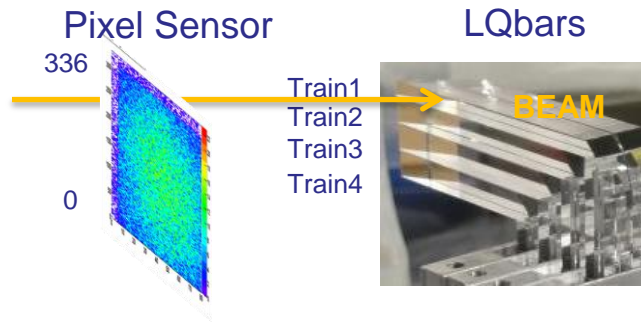 Pixel Sensor
LQbars
336
Train1
BEAM
Train2
Train3
Train4
0